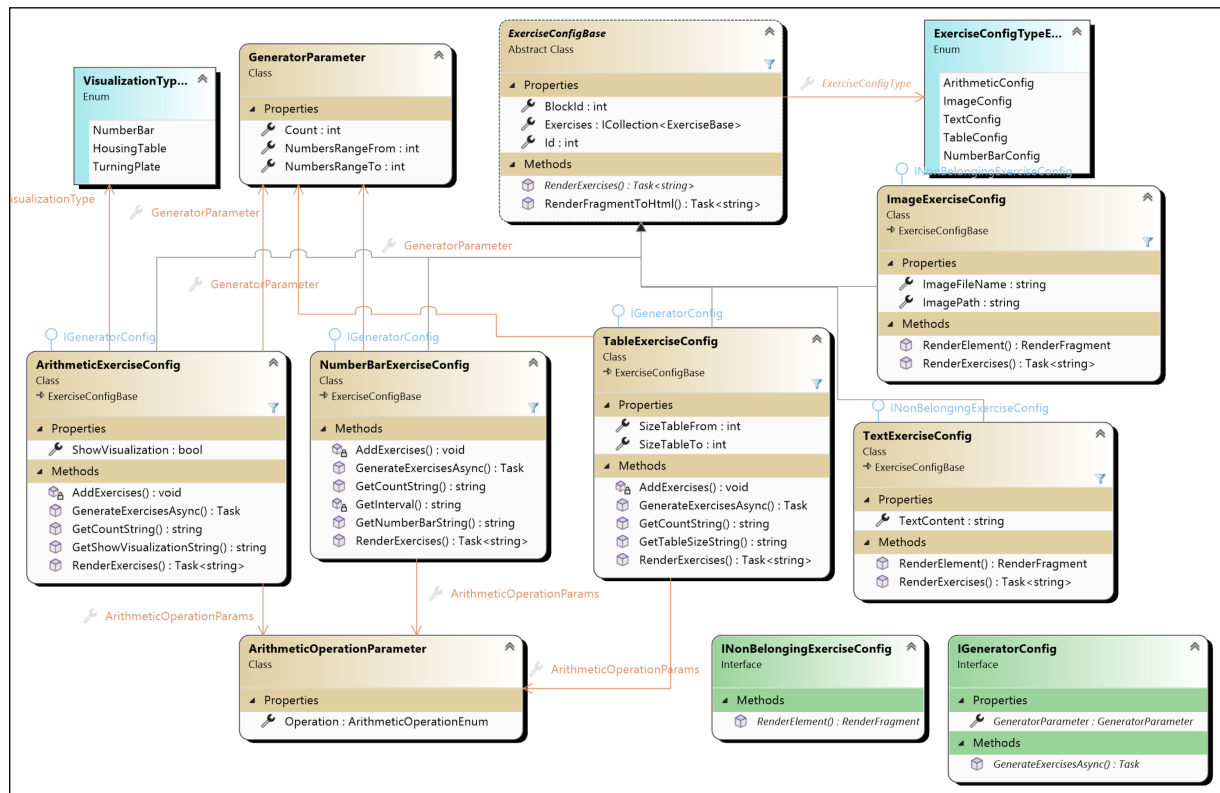 VisualizationTyp...
Enum
NumberBar
HousingTable
TurningPlate
GeneratorParameter
Class
Properties
Count : int
NumbersRangeFrom : int
NumbersRangeTo : int
ExerciseConfigBase
Abstract Class
Properties
BlockId : int
Exercises : ICollection<ExerciseBase>
Id : int
Methods
RenderExercises() : Task<string>
RenderFragmentToHtml() : Task<string>
ExerciseConfigType
ExerciseConfigTypeE...
Enum
ArithmeticConfig
ImageConfig
TextConfig
TableConfig
NumberBarConfig
isualizationType
GeneratorParameter
GeneratorParameter
GeneratorParameter
INonBelongingExerciseConfig
ImageExerciseConfig
Class
ExerciseConfigBase
Properties
ImageFileName : string
ImagePath : string
Methods
RenderElement() : RenderFragment
RenderExercises() : Task<string>
IGeneratorConfig
ArithmeticExerciseConfig
Class
ExerciseConfigBase
Properties
ShowVisualization : bool
Methods
AddExercises() : void
GenerateExercisesAsync() : Task
GetCountString() : string
GetShowVisualizationString() : string
RenderExercises() : Task<string>
IGeneratorConfig
NumberBarExerciseConfig
Class
ExerciseConfigBase
Methods
AddExercises() : void
GenerateExercisesAsync() : Task
GetCountString() : string
GetInterval() : string
GetNumberBarString() : string
RenderExercises() : Task<string>
IGeneratorConfig
TableExerciseConfig
Class
ExerciseConfigBase
Properties
SizeTableFrom : int
SizeTableTo : int
Methods
AddExercises() : void
GenerateExercisesAsync() : Task
GetCountString() : string
GetTableSizeString() : string
RenderExercises() : Task<string>
INonBelongingExerciseConfig
TextExerciseConfig
Class
ExerciseConfigBase
Properties
TextContent : string
Methods
RenderElement() : RenderFragment
RenderExercises() : Task<string>
ArithmeticOperationParams
ArithmeticOperationParams
ArithmeticOperationParams
ArithmeticOperationParameter
Class
Properties
Operation : ArithmeticOperationEnum
INonBelongingExerciseConfig
Interface
Methods
RenderElement() : RenderFragment
IGeneratorConfig
Interface
Properties
GeneratorParameter : GeneratorParameter
Methods
GenerateExercisesAsync() : Task